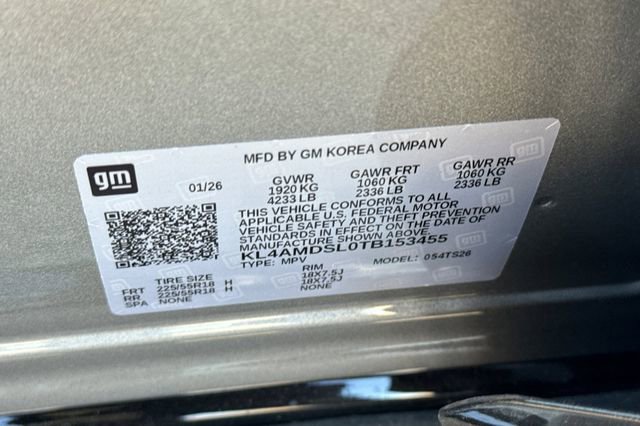 MFD BY GM KOREA COMPANY
gm
01/26
GVWR GAWR FRT GAWR RR
1920 KG 1060 KG 1060 KG
4233 LB 2336 LB 2336 LB
THIS VEHICLE CONFORMS TO ALL
APPLICABLE U.S. FEDERAL MOTOR
VEHICLE SAFETY AND THEFT PREVENTION
STANDARDS IN EFFECT ON THE DATE OF
MANUFACTURE SHOWN ABOVE.
KL4AMDSL0TB153455
TYPE: MPV MODEL: 054TS26
TIRE SIZE RIM
FRT 225/55R18 H 18X7.5J
RR 225/55R18 H 18X7.5J
SPA NONE NONE